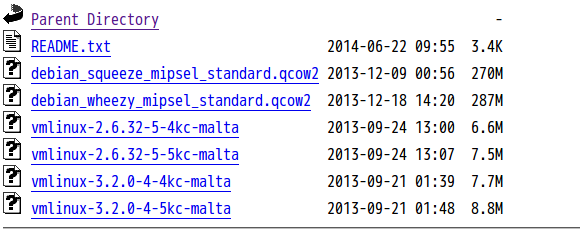 Parent Directory -
README.txt 2014-06-22 09:55 3.4K
debian_squeeze_mipsel_standard.qcow2 2013-12-09 00:56 270M
debian_wheezy_mipsel_standard.qcow2 2013-12-18 14:20 287M
vmlinux-2.6.32-5-4kc-malta 2013-09-24 13:00 6.6M
vmlinux-2.6.32-5-5kc-malta 2013-09-24 13:07 7.5M
vmlinux-3.2.0-4-4kc-malta 2013-09-21 01:39 7.7M
vmlinux-3.2.0-4-5kc-malta 2013-09-21 01:48 8.8M